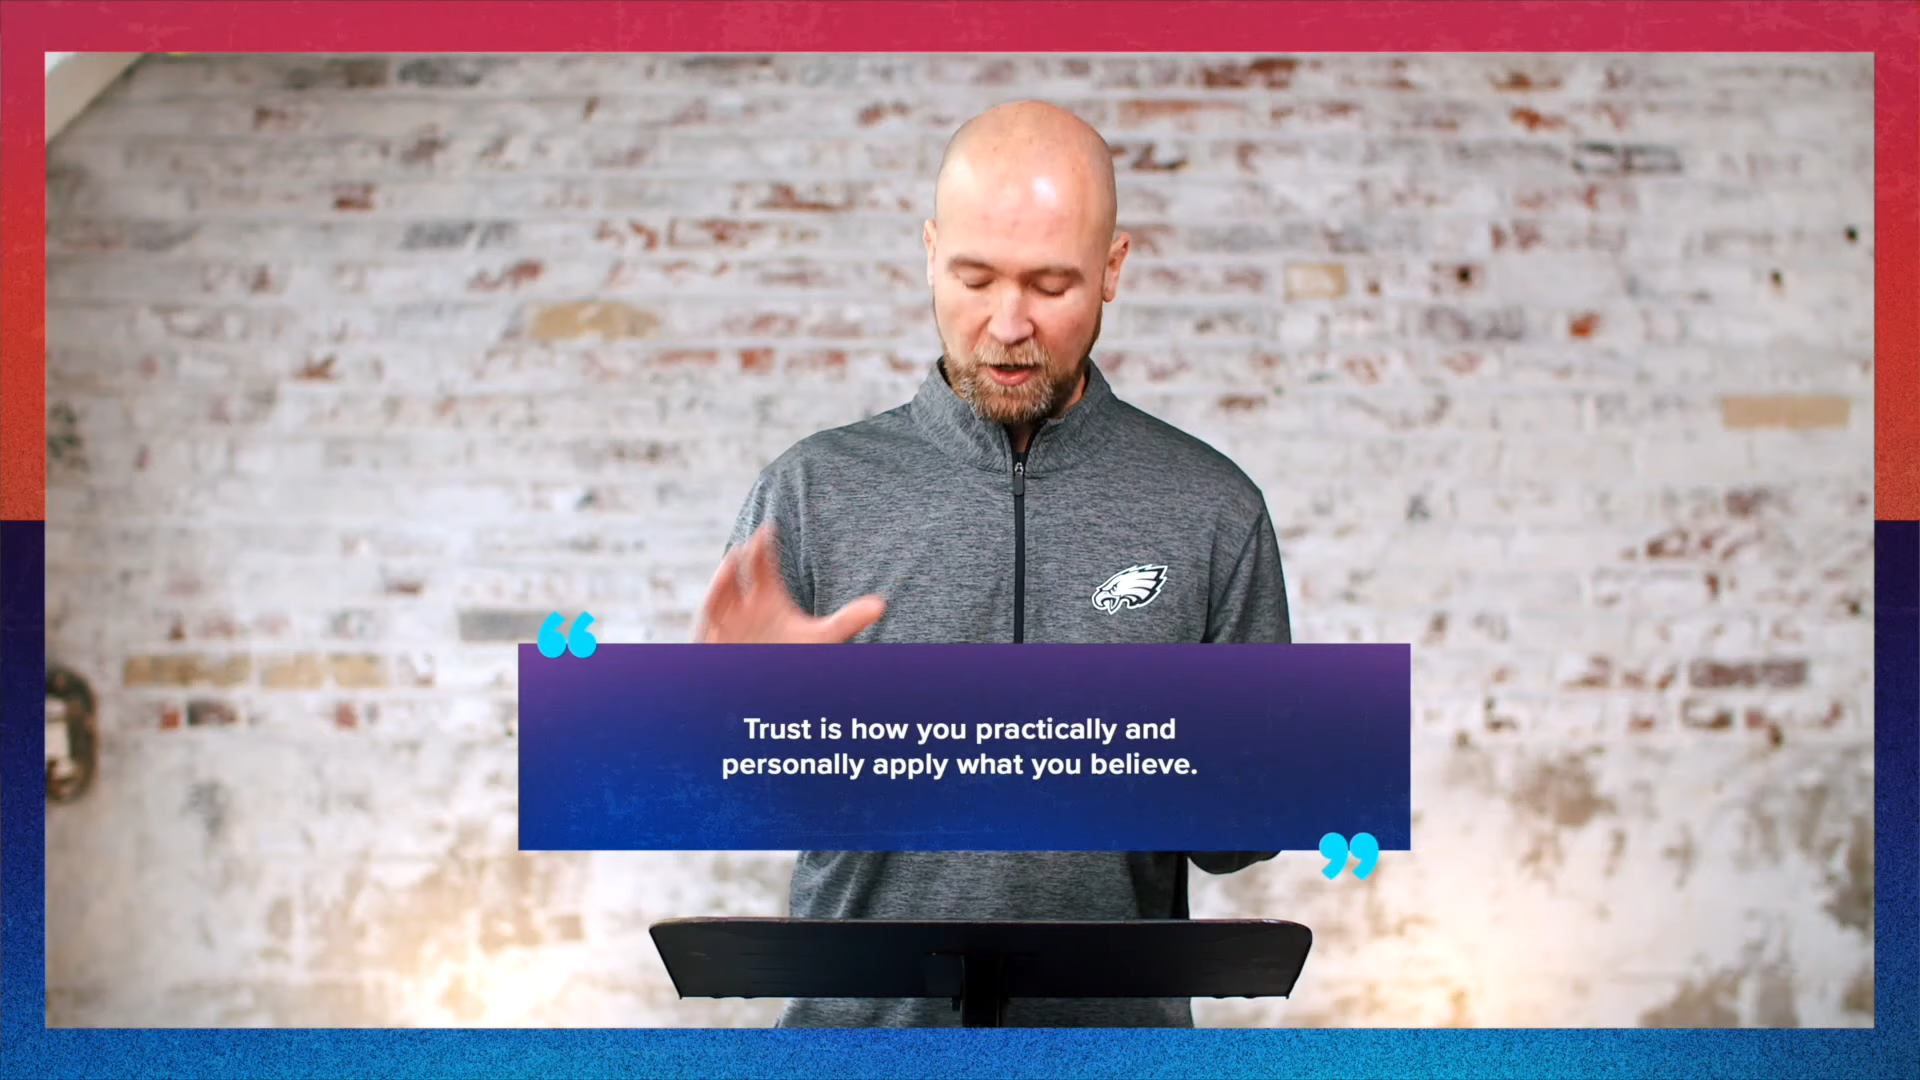 “
Trust is how you practically and
personally apply what you believe.
”